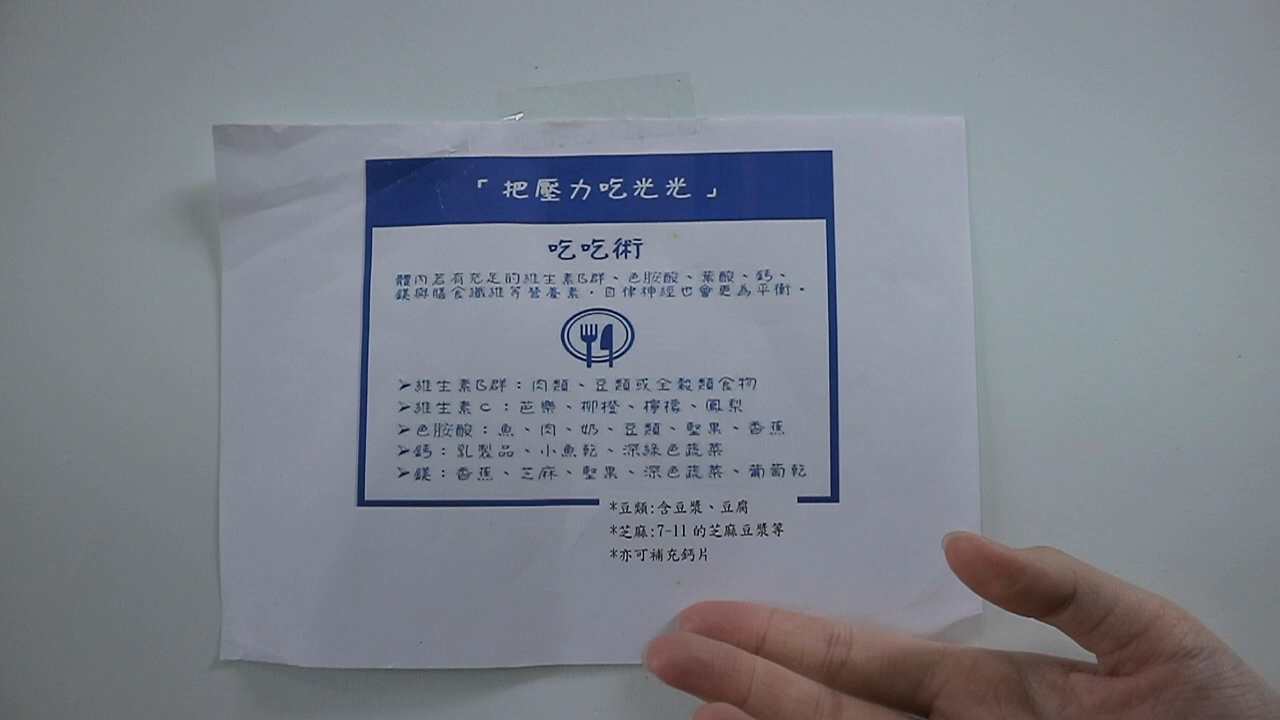 「把壓力吃光光」
吃吃術
體內若有充足的維生素B群、色胺酸、葉酸、鈣、
鎂與膳食纖維等營養素，自律神經也會更為平衡。
➢維生素B群：肉類、豆類或全穀類食物
➢維生素C：芭樂、柳橙、檸檬、鳳梨
➢色胺酸：魚、肉、奶、豆類、堅果、香蕉
➢鈣：乳製品、小魚乾、深綠色蔬菜
➢鎂：香蕉、芝麻、堅果、深色蔬菜、葡萄乾
*豆類:含豆漿、豆腐
*芝麻:7-11 的芝麻豆漿等
*亦可補充鈣片